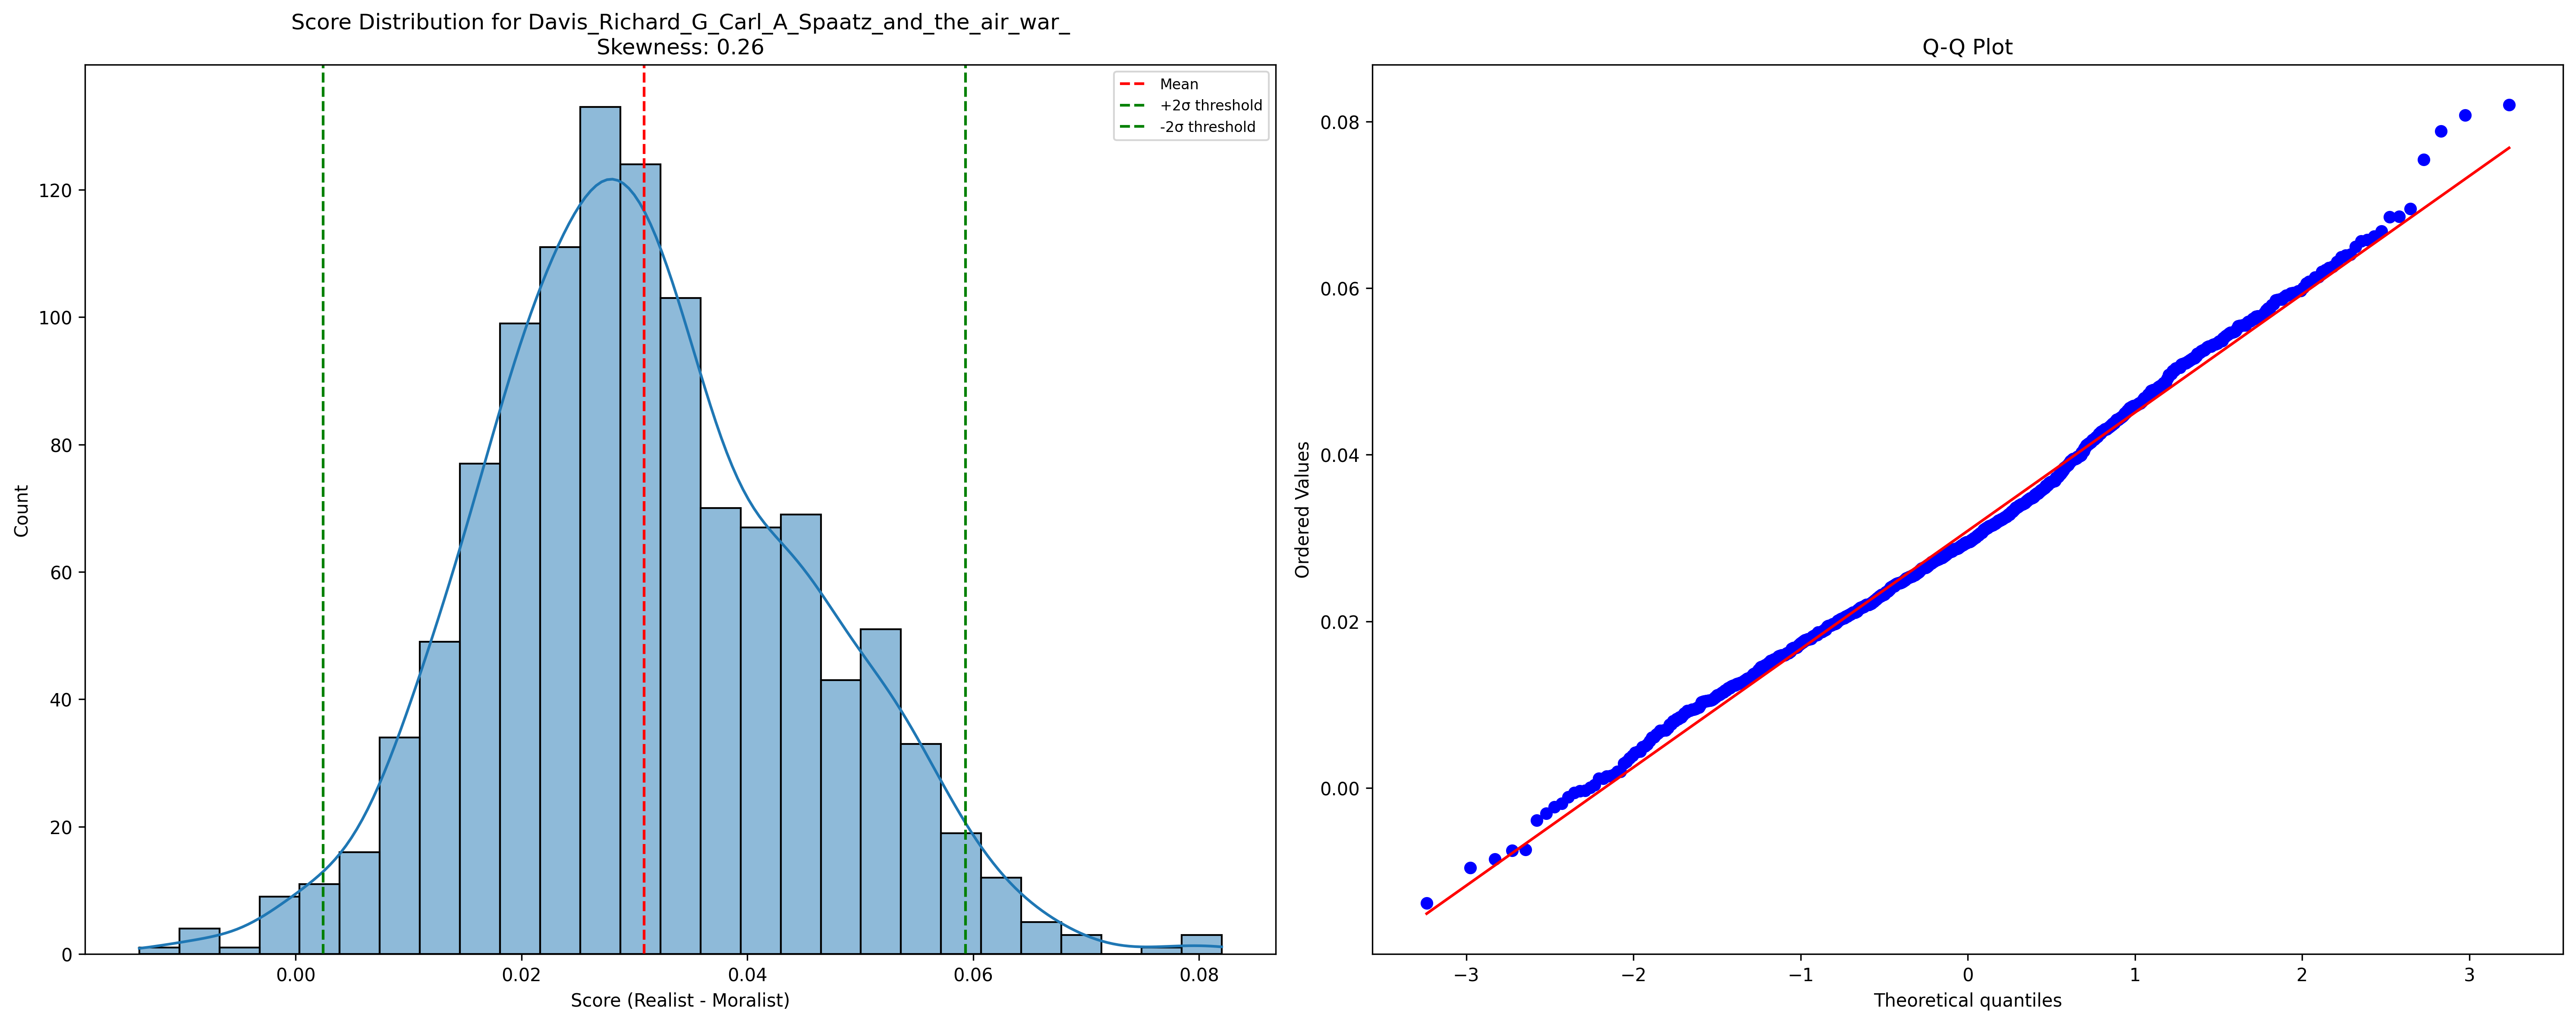 Score Distribution for Davis_Richard_G_Carl_A_Spaatz_and_the_air_war_
Skewness: 0.26
Mean
+2σ threshold
-2σ threshold
Count
120
100
80
60
40
20
0
0.00 0.02 0.04 0.06 0.08
Score (Realist - Moralist)
Q-Q Plot
Ordered Values
0.08
0.06
0.04
0.02
0.00
−3 −2 −1 0 1 2 3
Theoretical quantiles